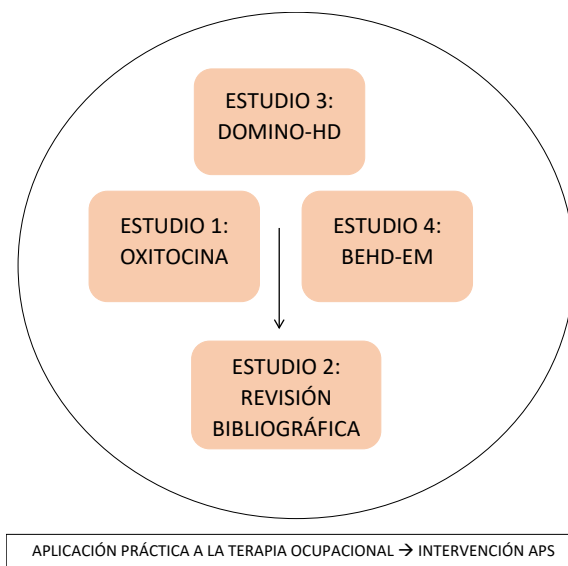 ESTUDIO 3:
DOMINO-HD
ESTUDIO 1:
OXITOCINA
ESTUDIO 4:
BEHD-EM
ESTUDIO 2:
REVISIÓN
BIBLIOGRÁFICA
APLICACIÓN PRÁCTICA A LA TERAPIA OCUPACIONAL → INTERVENCIÓN APS